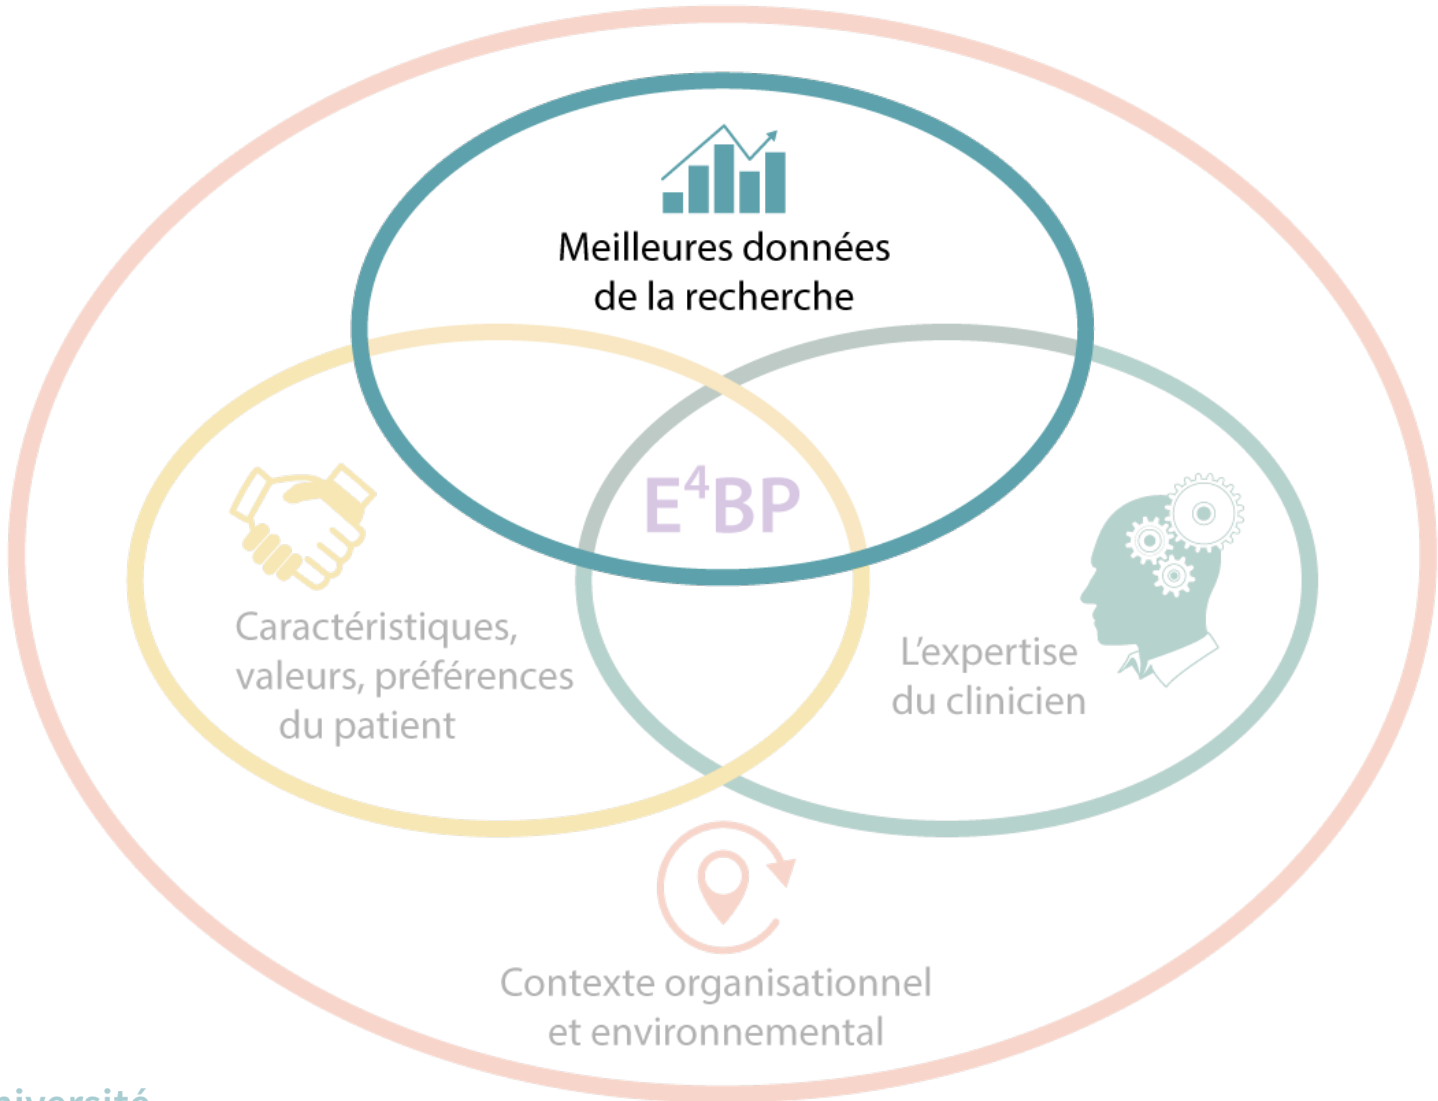 Meilleures données
de la recherche
E⁴BP
Caractéristiques,
valeurs, préférences
du patient
L'expertise
du clinicien
Contexte organisationnel
et environnemental